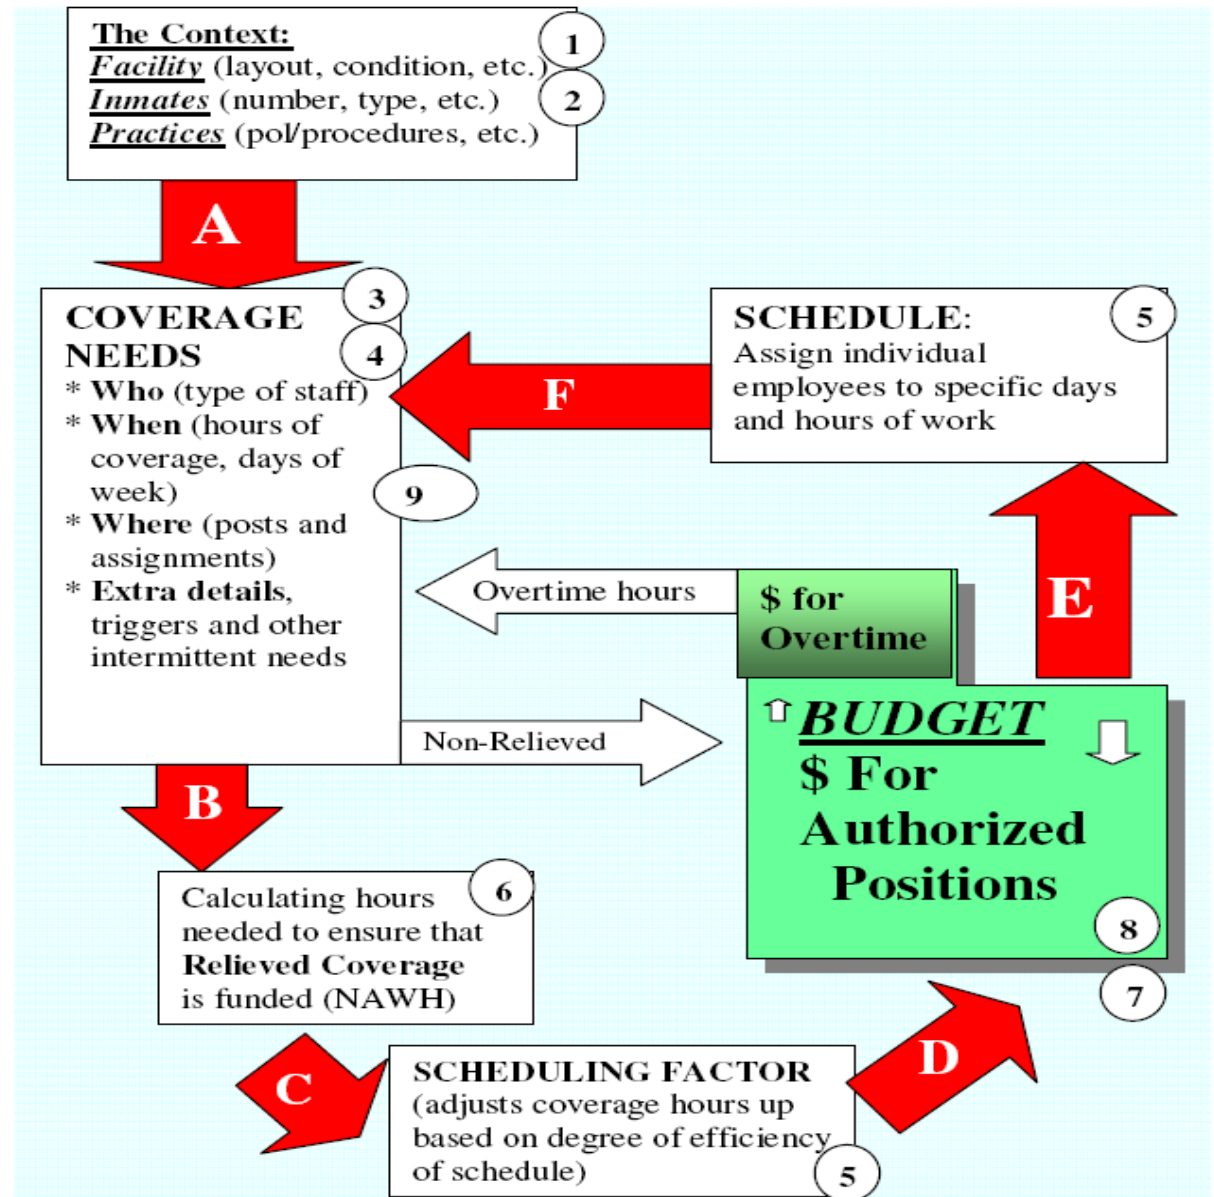 The Context:
1
Facility (layout, condition, etc.)
Inmates (number, type, etc.)
2
Practices (pol/procedures, etc.)
A
COVERAGE
3
NEEDS
4
* Who (type of staff)
* When (hours of
coverage, days of
week)
9
* Where (posts and
assignments)
* Extra details,
triggers and other
intermittent needs
SCHEDULE:
5
Assign individual
employees to specific days
and hours of work
F
E
Overtime hours
$ for
Overtime
Non-Relieved
BUDGET
$ For
Authorized
Positions
8
7
B
Calculating hours
6
needed to ensure that
Relieved Coverage
is funded (NAWH)
C
SCHEDULING FACTOR
(adjusts coverage hours up
based on degree of efficiency
of schedule)
5
D